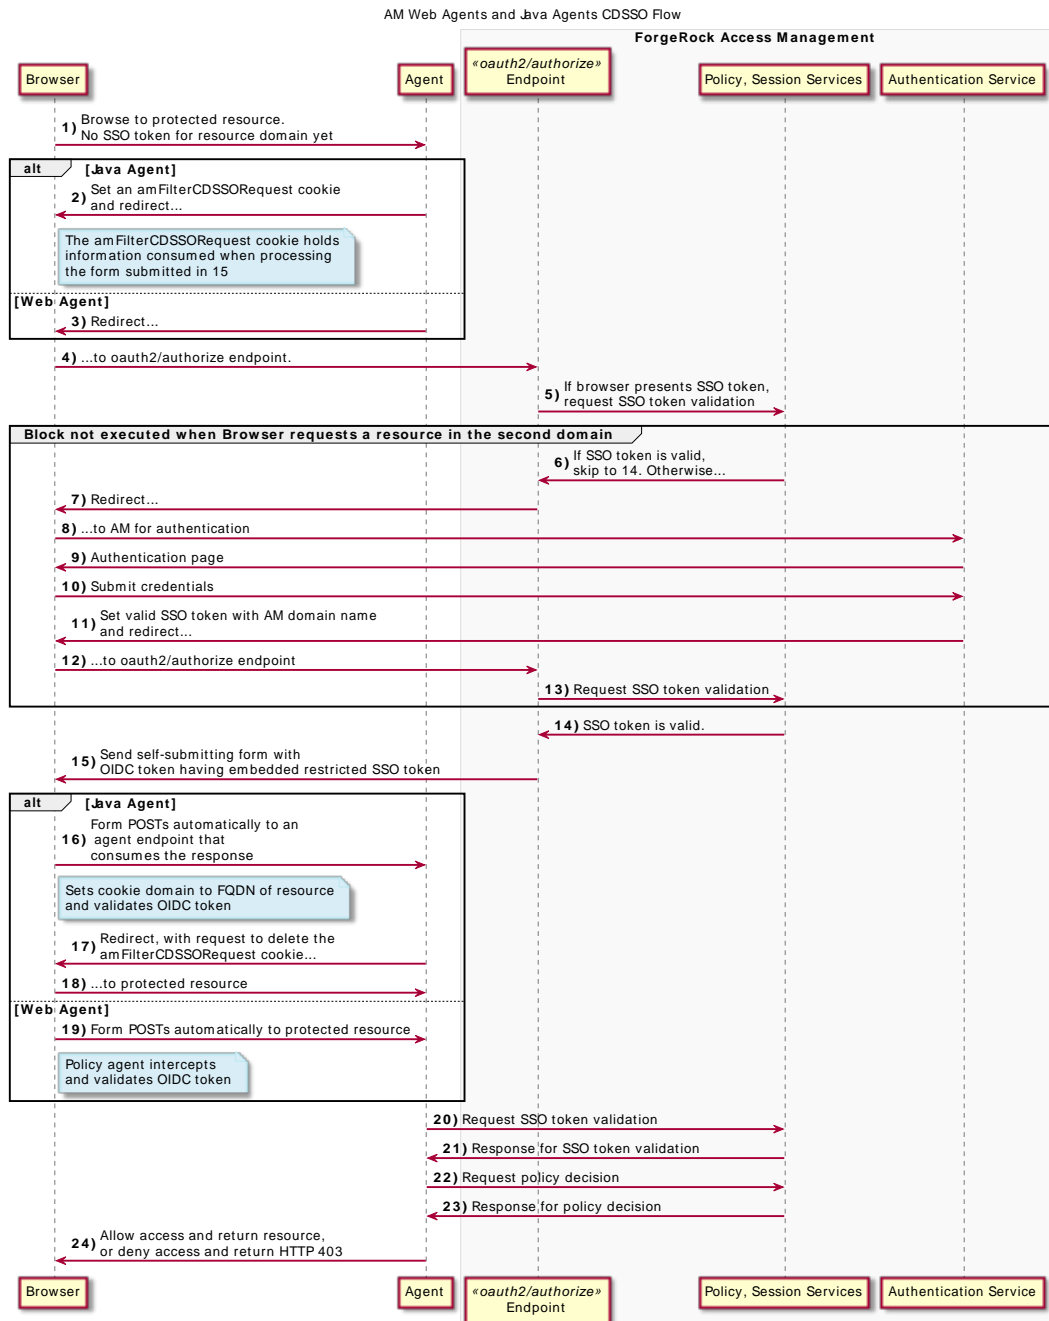 AM Web Agents and Java Agents CDSSO Flow
ForgeRock Access Management
Browser
Agent
«oauth2/authorize»
Endpoint
Policy, Session Services
Authentication Service
1) Browse to protected resource.
No SSO token for resource domain yet
alt [Java Agent]
2) Set an amFilterCDSSORequest cookie
and redirect...
The amFilterCDSSORequest cookie holds
information consumed when processing
the form submitted in 15
[Web Agent]
3) Redirect...
4) ...to oauth2/authorize endpoint.
5) If browser presents SSO token,
request SSO token validation
Block not executed when Browser requests a resource in the second domain
6) If SSO token is valid,
skip to 14. Otherwise...
7) Redirect...
8) ...to AM for authentication
9) Authentication page
10) Submit credentials
11) Set valid SSO token with AM domain name
and redirect...
12) ...to oauth2/authorize endpoint
13) Request SSO token validation
14) SSO token is valid.
15) Send self-submitting form with
OIDC token having embedded restricted SSO token
alt [Java Agent]
16) Form POSTs automatically to an
agent endpoint that
consumes the response
Sets cookie domain to FQDN of resource
and validates OIDC token
17) Redirect, with request to delete the
amFilterCDSSORequest cookie...
18) ...to protected resource
[Web Agent]
19) Form POSTs automatically to protected resource
Policy agent intercepts
and validates OIDC token
20) Request SSO token validation
21) Response for SSO token validation
22) Request policy decision
23) Response for policy decision
24) Allow access and return resource,
or deny access and return HTTP 403
Browser
Agent
«oauth2/authorize»
Endpoint
Policy, Session Services
Authentication Service